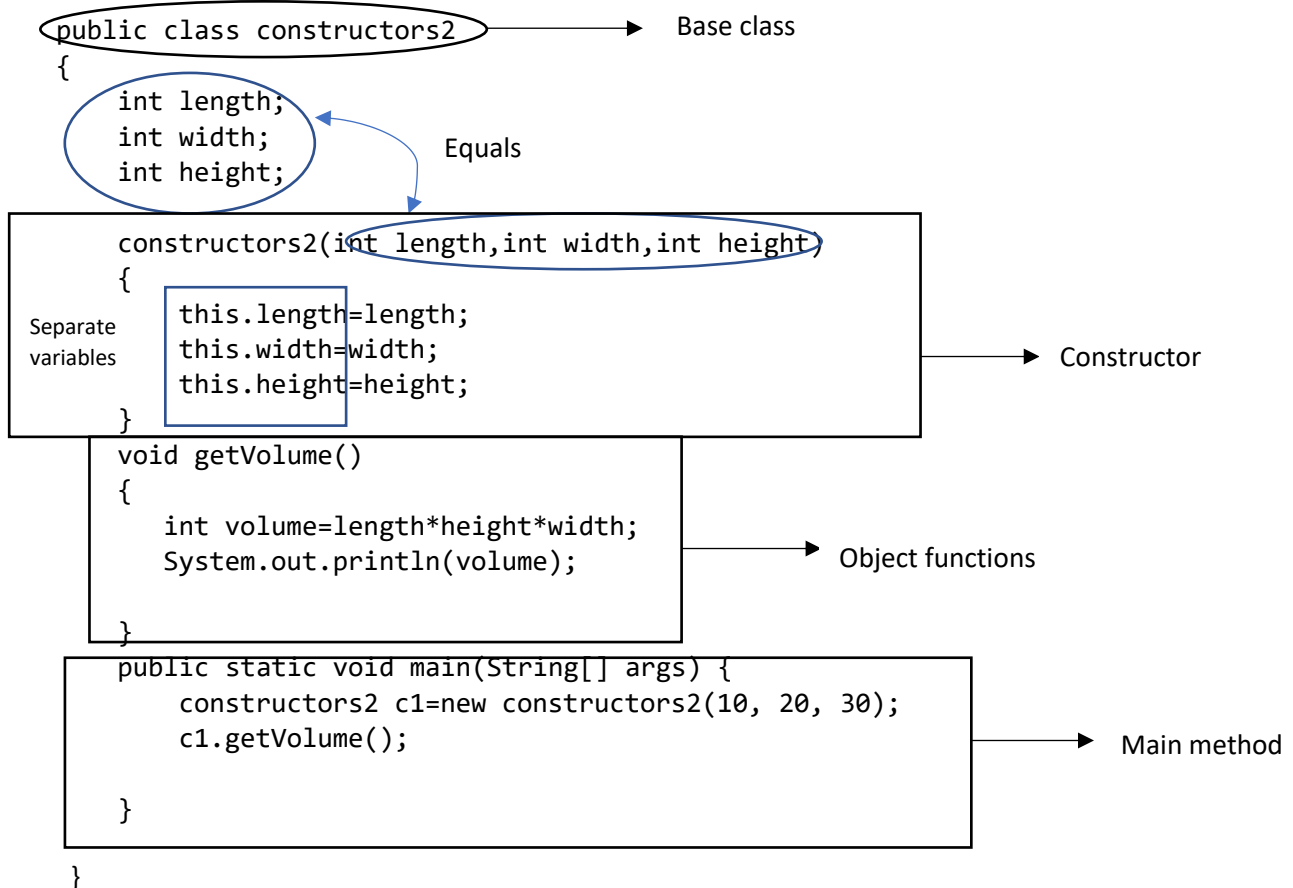 public class constructors2
Base class
{
int length;
int width;
int height;
Equals
constructors2(int length,int width,int height)
{
Separate
variables
this.length=length;
this.width=width;
this.height=height;
}
Constructor
void getVolume()
{
int volume=length*height*width;
System.out.println(volume);
}
Object functions
public static void main(String[] args) {
constructors2 c1=new constructors2(10, 20, 30);
c1.getVolume();
}
Main method
}